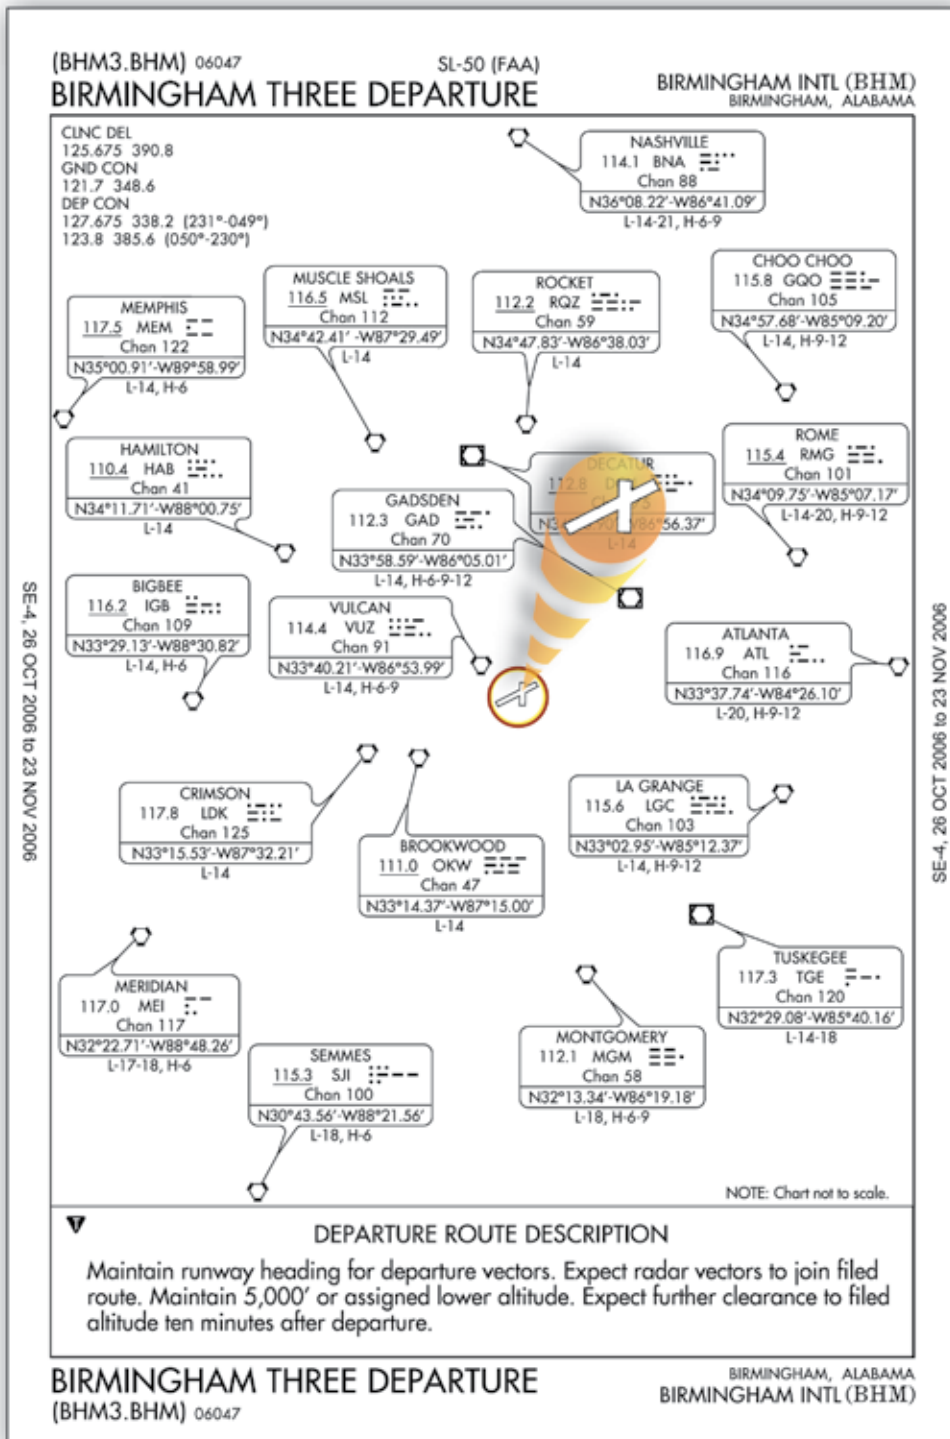 (BHM3.BHM) 06047
SL-50 (FAA)
BIRMINGHAM THREE DEPARTURE
BIRMINGHAM INTL (BHM)
BIRMINGHAM, ALABAMA
CLNC DEL
125.675 390.8
GND CON
121.7 348.6
DEP CON
127.675 338.2 (231°-049°)
123.8 385.6 (050°-230°)
NASHVILLE
114.1 BNA
Chan 88
N36°08.22'-W86°41.09'
L-14-21, H-6-9
MEMPHIS
117.5 MEM
Chan 122
N35°00.91'-W89°58.99'
L-14, H-6
MUSCLE SHOALS
116.5 MSL
Chan 112
N34°42.41'-W87°29.49'
L-14
ROCKET
112.2 RQZ
Chan 59
N34°47.83'-W86°38.03'
L-14
CHOO CHOO
115.8 GQO
Chan 105
N34°57.68'-W85°09.20'
L-14, H-9-12
HAMILTON
110.4 HAB
Chan 41
N34°11.71'-W88°00.75'
L-14
GADSDEN
112.3 GAD
Chan 70
N33°58.59'-W86°05.01'
L-14, H-6-9-12
DECATUR
112.8
L-14
ROME
115.4 RMG
Chan 101
N34°09.75'-W85°07.17'
L-14-20, H-9-12
BIGBEE
116.2 IGB
Chan 109
N33°29.13'-W88°30.82'
L-14, H-6
VULCAN
114.4 VUZ
Chan 91
N33°40.21'-W86°53.99'
L-14, H-6-9
ATLANTA
116.9 ATL
Chan 116
N33°37.74'-W84°26.10'
L-20, H-9-12
CRIMSON
117.8 LDK
Chan 125
N33°15.53'-W87°32.21'
L-14
BROOKWOOD
111.0 OKW
Chan 47
N33°14.37'-W87°15.00'
L-14
LA GRANGE
115.6 LGC
Chan 103
N33°02.95'-W85°12.37'
L-14, H-9-12
MERIDIAN
117.0 MEI
Chan 117
N32°22.71'-W88°48.26'
L-17-18, H-6
SEMMES
115.3 SJI
Chan 100
N30°43.56'-W88°21.56'
L-18, H-6
MONTGOMERY
112.1 MGM
Chan 58
N32°13.34'-W86°19.18'
L-18, H-6-9
TUSKEGEE
117.3 TGE
Chan 120
N32°29.08'-W85°40.16'
L-14-18
NOTE: Chart not to scale.
T
DEPARTURE ROUTE DESCRIPTION
Maintain runway heading for departure vectors. Expect radar vectors to join filed
route. Maintain 5,000' or assigned lower altitude. Expect further clearance to filed
altitude ten minutes after departure.
BIRMINGHAM THREE DEPARTURE
(BHM3.BHM) 06047
BIRMINGHAM, ALABAMA
BIRMINGHAM INTL (BHM)
SE-4, 26 OCT 2006 to 23 NOV 2006
SE-4, 26 OCT 2006 to 23 NOV 2006